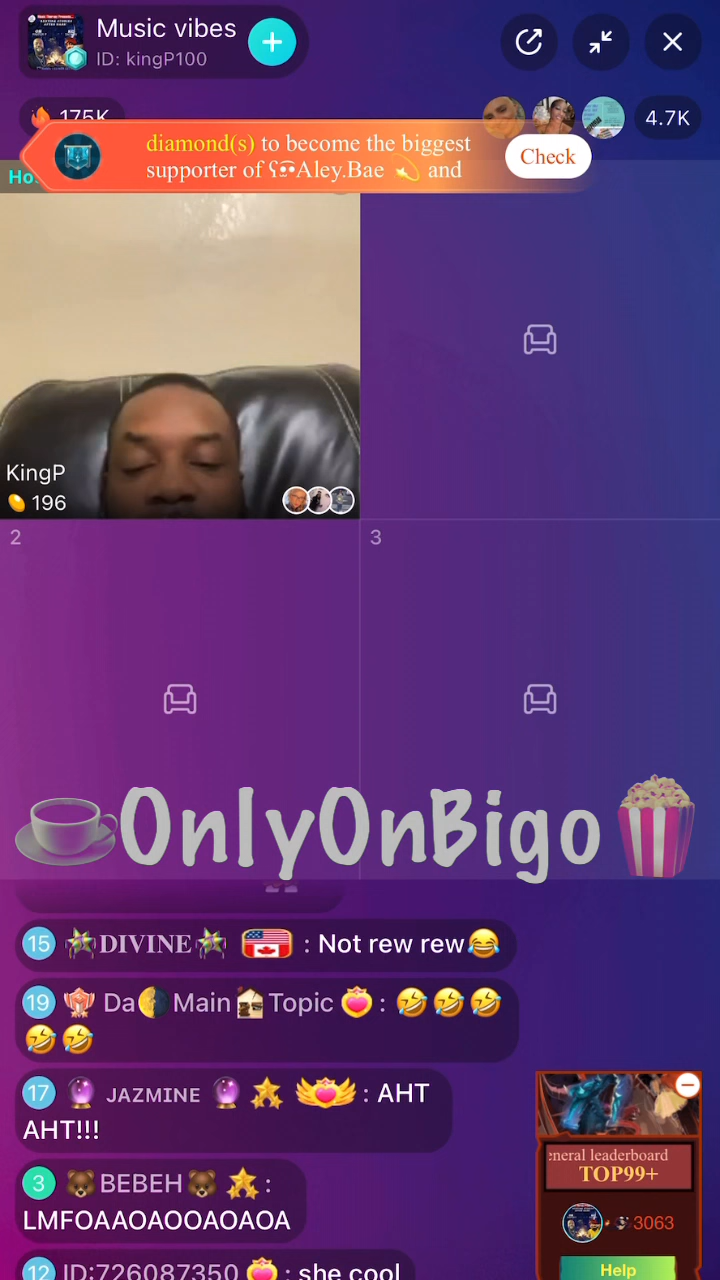 Music vibes
ID: kingP100
175K
4.7K
diamond(s) to become the biggest
supporter of ʕ•͡•Aley.Bae 💫 and
Check
Ho
KingP
196
2
3
OnlyOnBigo
15 DIVINE : Not rew rew😂
19 Da🌗Main🏚Topic : 🤣🤣🤣
🤣🤣
17 🔮 ᴊᴀᴢᴍɪɴᴇ 🔮 : AHT
AHT!!!
3 🐻BEBEH🐻 :
LMFOAAOAOOAOAOA
12 ID:726087350 : she cool
eneral leaderboard
TOP99+
3063
Help